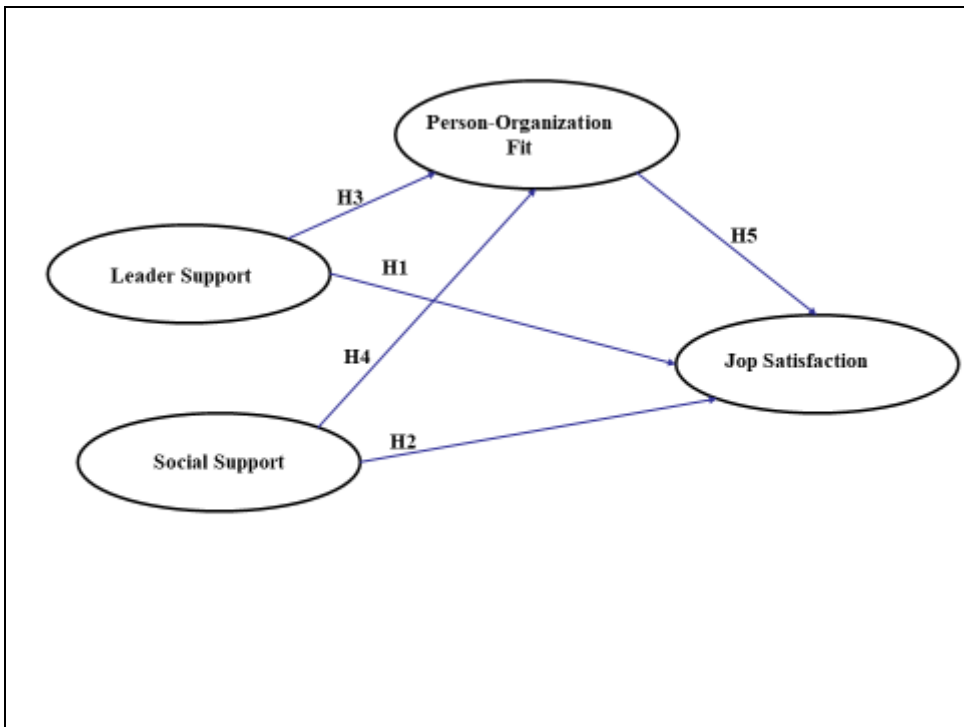 Person-Organization
Fit
H3
H5
H1
Leader Support
H4
Jop Satisfaction
H2
Social Support